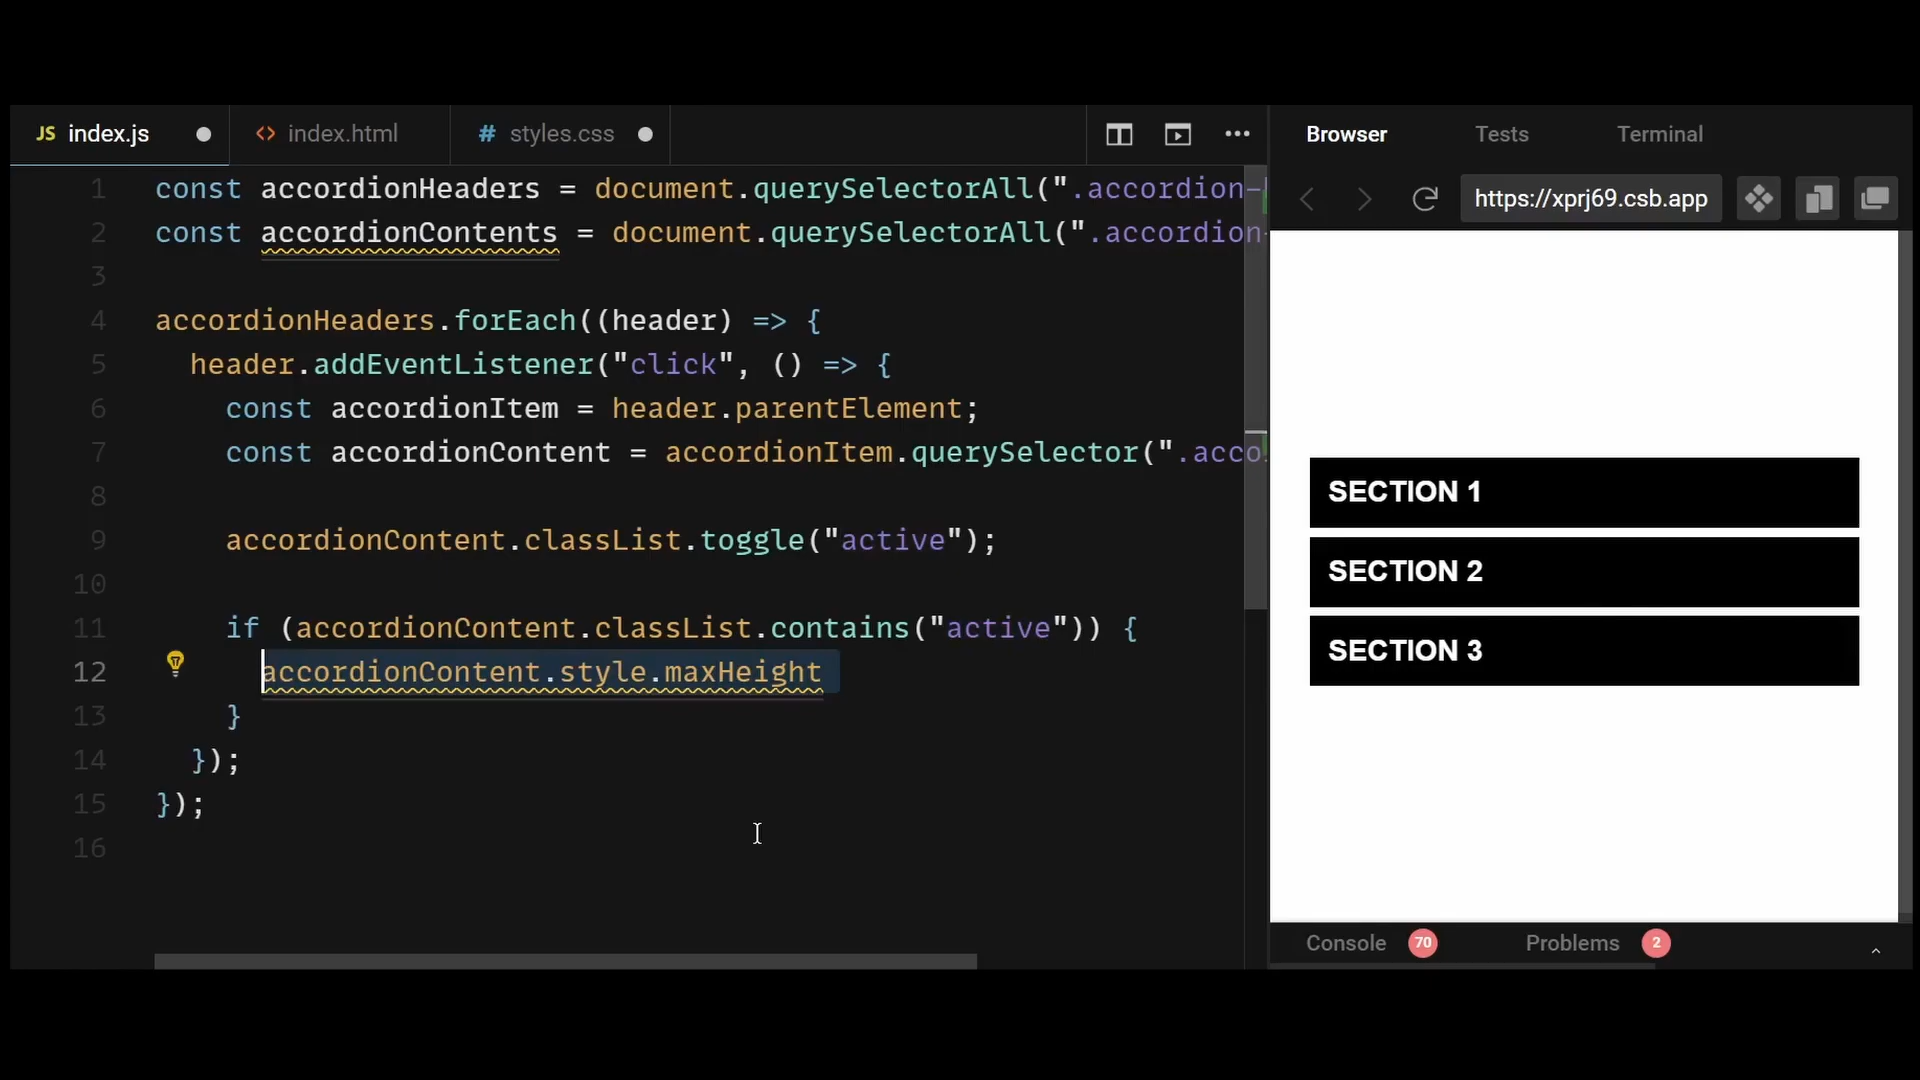 JS index.js
<> index.html
# styles.css
Browser
Tests
Terminal
https://xprj69.csb.app
1 const accordionHeaders = document.querySelectorAll(".accordion-
2 const accordionContents = document.querySelectorAll(".accordion-
3
4 accordionHeaders.forEach((header) => {
5 header.addEventListener("click", () => {
6 const accordionItem = header.parentElement;
7 const accordionContent = accordionItem.querySelector(".acco
8
9 accordionContent.classList.toggle("active");
10
11 if (accordionContent.classList.contains("active")) {
12 accordionContent.style.maxHeight
13 }
14 });
15 });
16
SECTION 1
SECTION 2
SECTION 3
Console 70
Problems 2